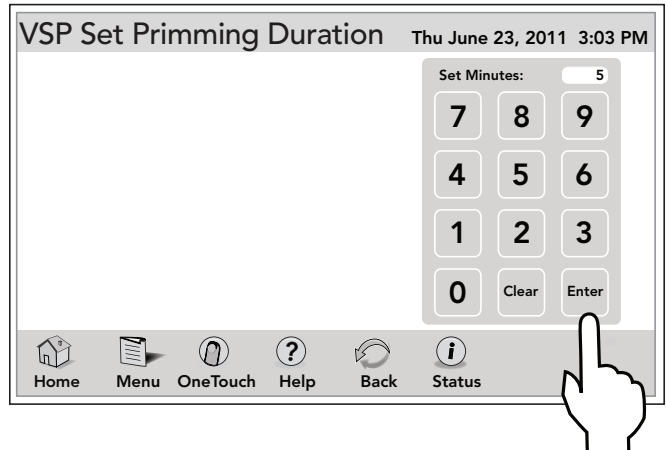 VSP Set Primming Duration Thu June 23, 2011 3:03 PM
Set Minutes: 5
7 8 9
4 5 6
1 2 3
0 Clear Enter
? i
Home Menu OneTouch Help Back Status